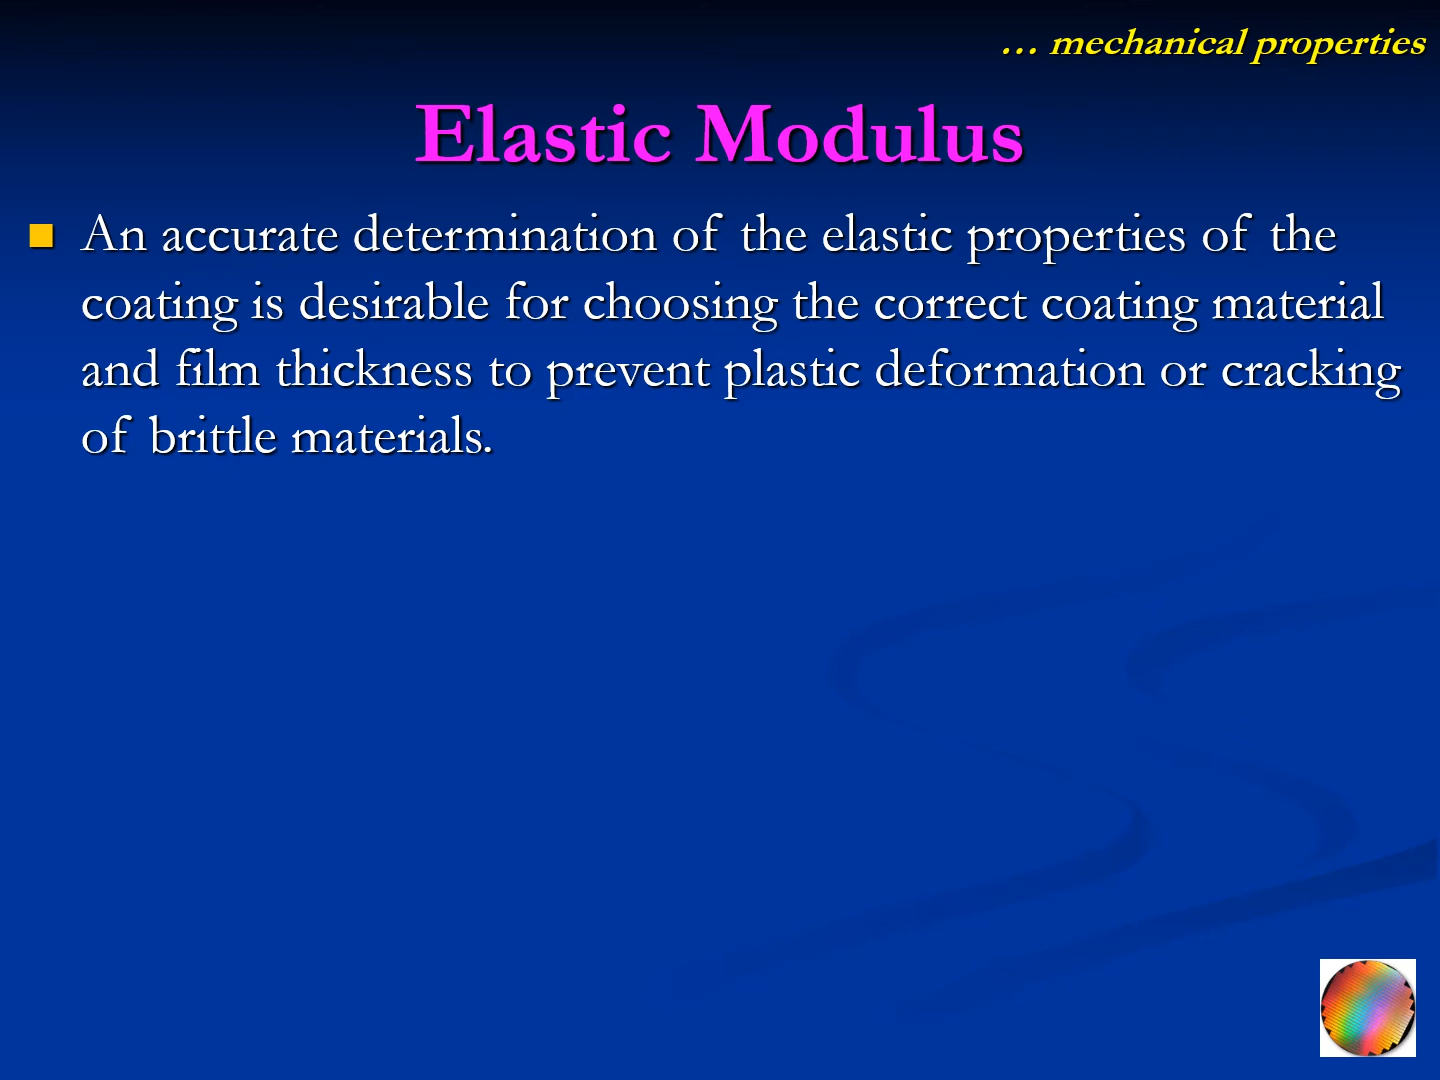 … mechanical properties
Elastic Modulus
An accurate determination of the elastic properties of the
coating is desirable for choosing the correct coating material
and film thickness to prevent plastic deformation or cracking
of brittle materials.